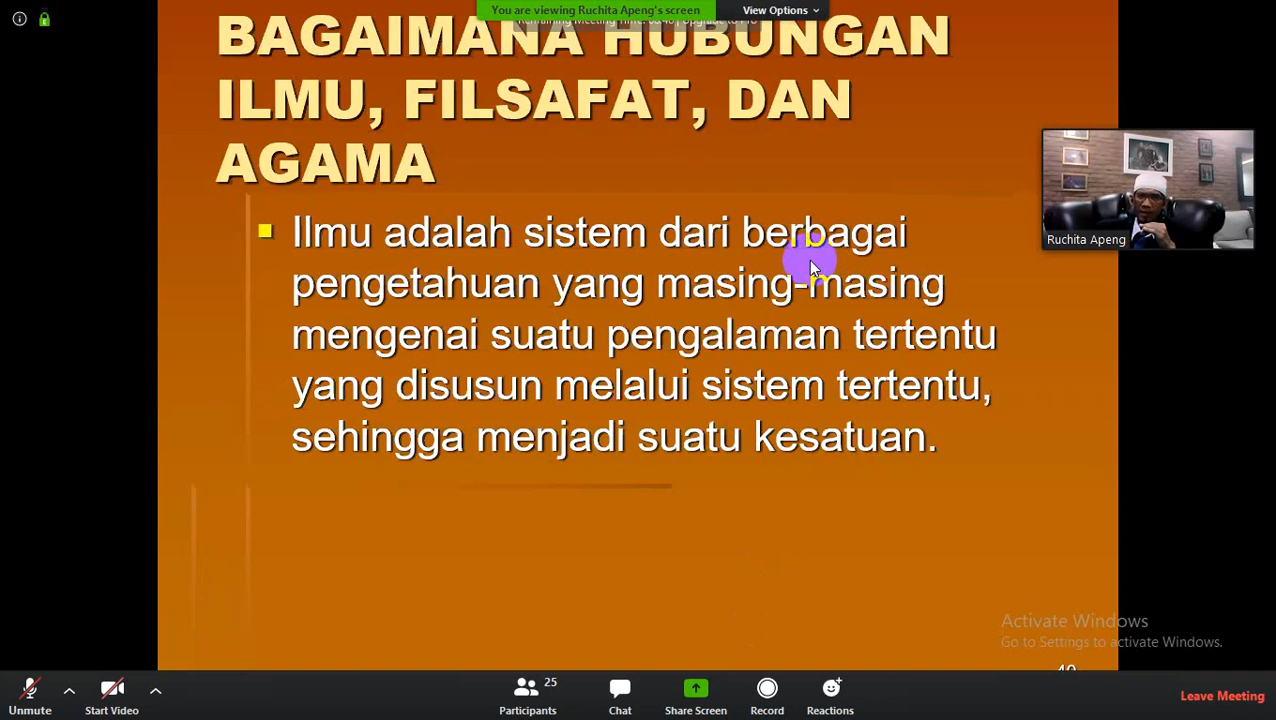 You are viewing Ruchita Apeng's screen
View Options
BAGAIMANA HUBUNGAN
ILMU, FILSAFAT, DAN
AGAMA
Ilmu adalah sistem dari berbagai
pengetahuan yang masing-masing
mengenai suatu pengalaman tertentu
yang disusun melalui sistem tertentu,
sehingga menjadi suatu kesatuan.
Ruchita Apeng
Activate Windows
Go to Settings to activate Windows.
Unmute
Start Video
25
Participants
Chat
Share Screen
Record
Reactions
Leave Meeting